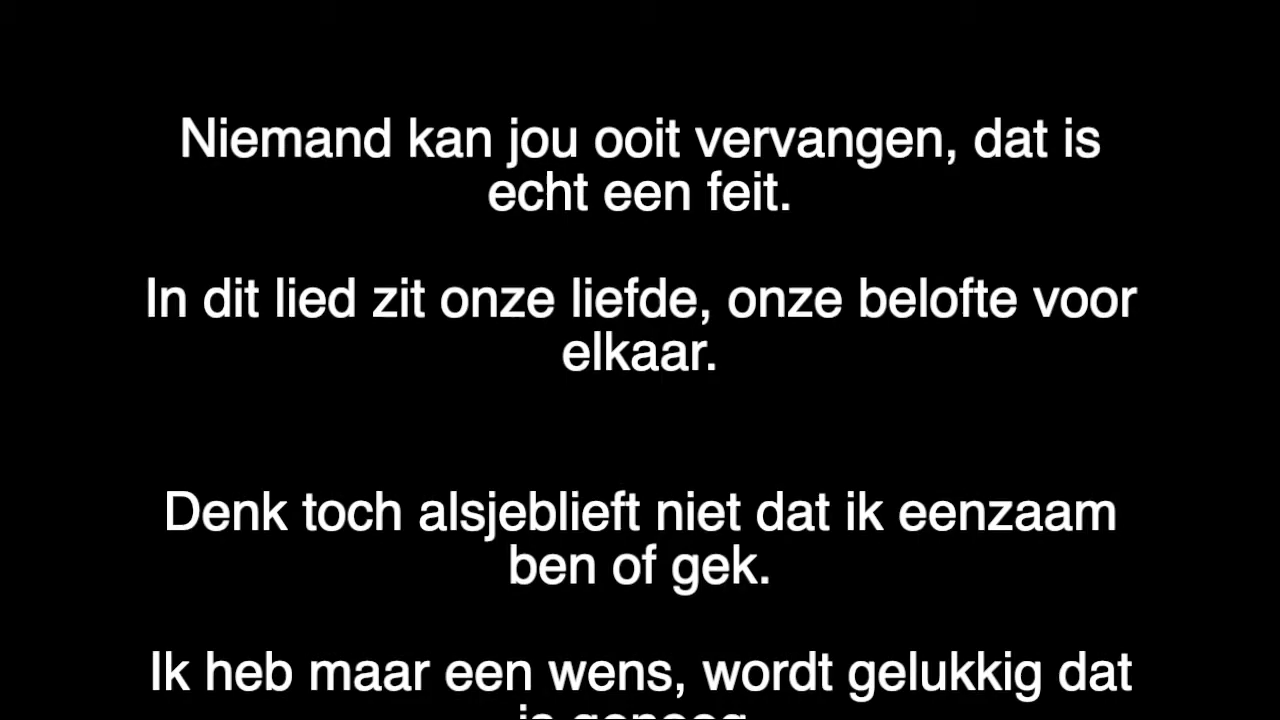 Niemand kan jou ooit vervangen, dat is
echt een feit.
In dit lied zit onze liefde, onze belofte voor
elkaar.
Denk toch alsjeblieft niet dat ik eenzaam
ben of gek.
Ik heb maar een wens, wordt gelukkig dat
is genoeg